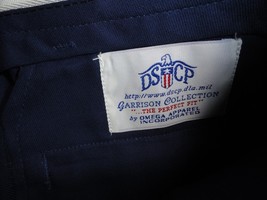 DSCP
http://www.dscp.dla.mil
GARRISON COLLECTION
"...THE PERFECT FIT"
by OMEGA APPAREL
INCORPORATED